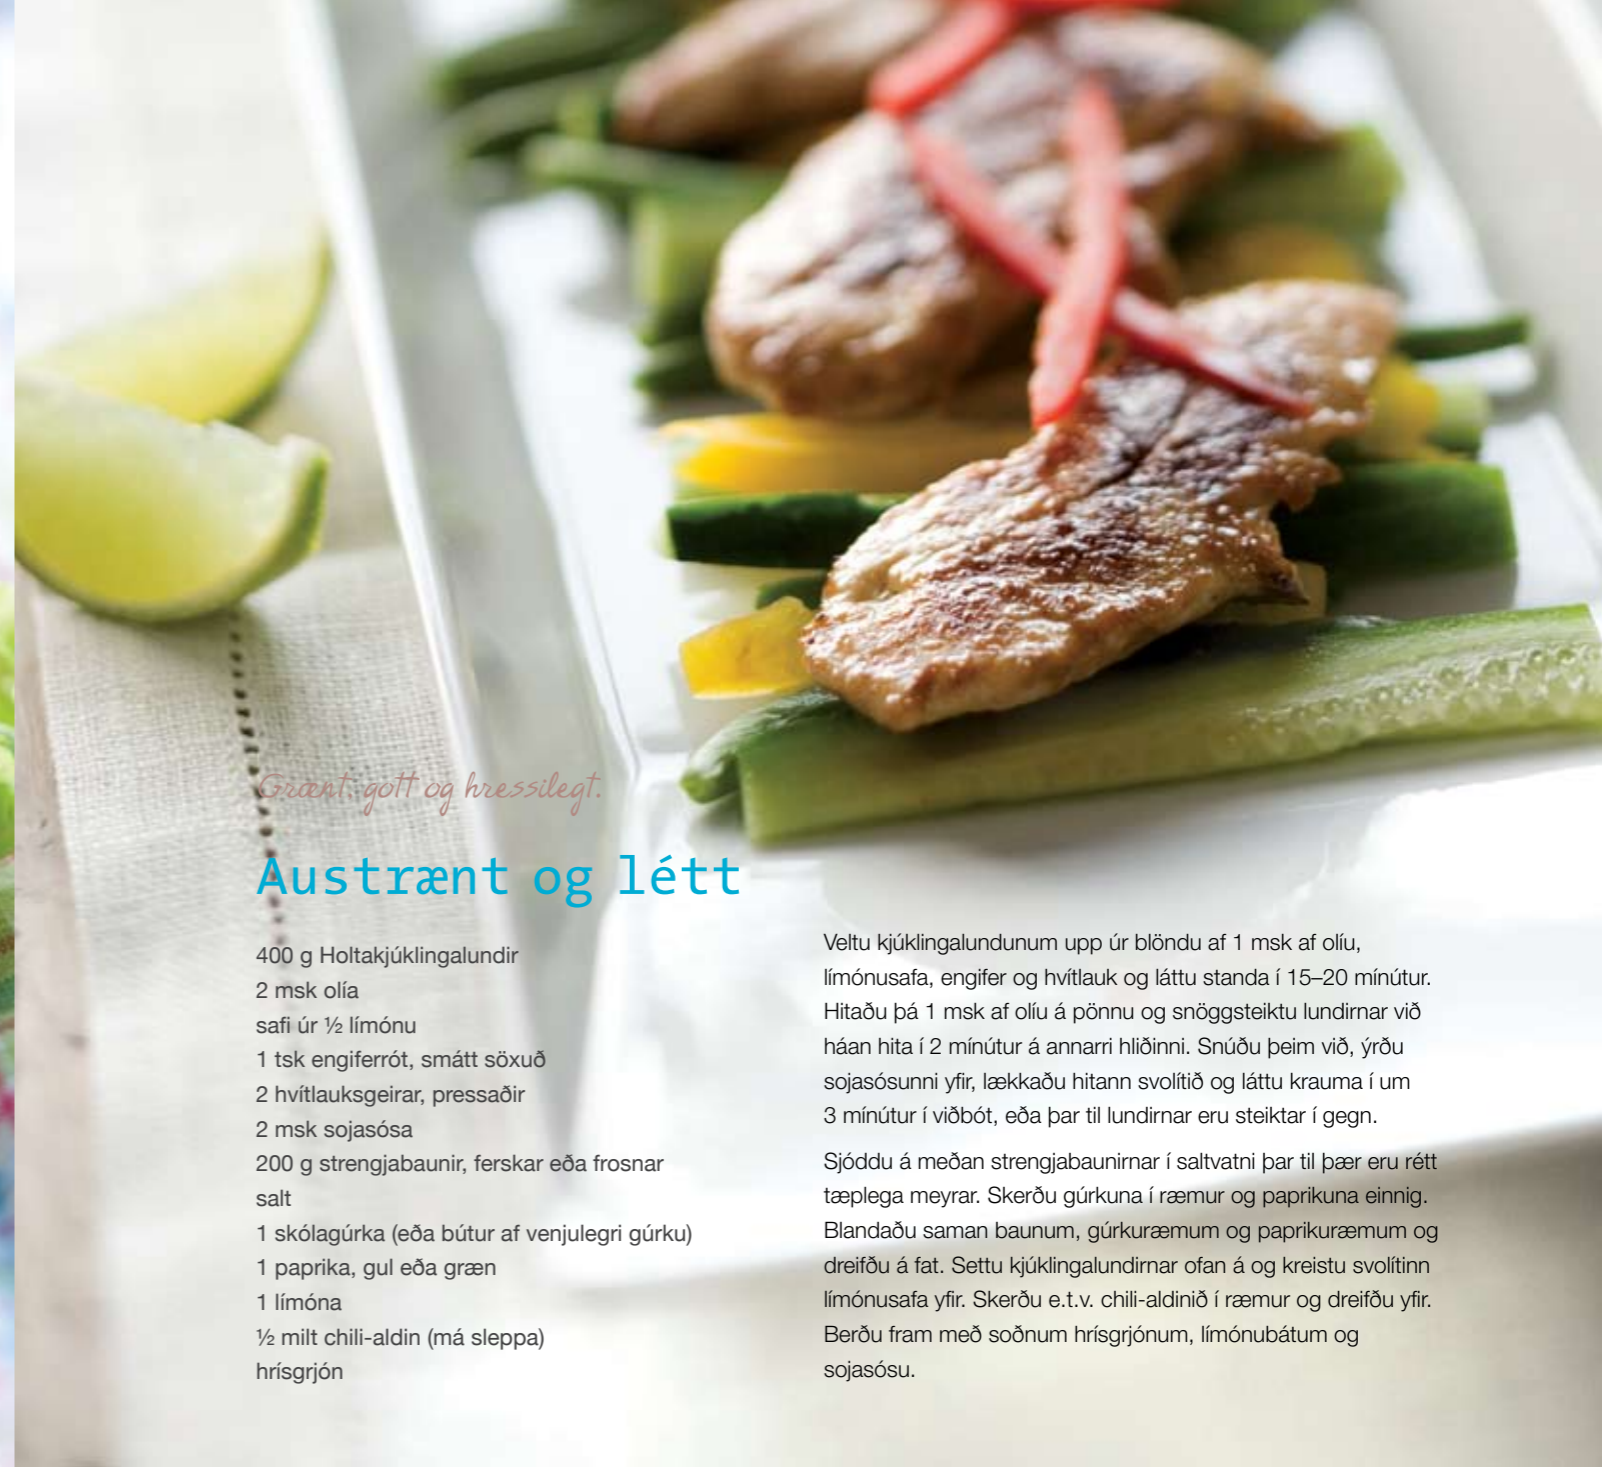 Grænt, gott og hressilegt.
Austrænt og létt
400 g Holtakjúklingalundir
2 msk olía
safi úr ½ límónu
1 tsk engiferrót, smátt söxuð
2 hvítlauksgeirar, pressaðir
2 msk sojasósa
200 g strengjabaunir, ferskar eða frosnar
salt
1 skólagúrka (eða bútur af venjulegri gúrku)
1 paprika, gul eða græn
1 límóna
½ milt chili-aldin (má sleppa)
hrísgrjón
Veltu kjúklingalundunum upp úr blöndu af 1 msk af olíu,
límónusafa, engifer og hvítlauk og láttu standa í 15–20 mínútur.
Hitaðu þá 1 msk af olíu á pönnu og snöggsteiktu lundirnar við
háan hita í 2 mínútur á annarri hliðinni. Snúðu þeim við, ýrðu
sojasósunni yfir, lækkaðu hitann svolítið og láttu krauma í um
3 mínútur í viðbót, eða þar til lundirnar eru steiktar í gegn.
Sjóddu á meðan strengjabaunirnar í saltvatni þar til þær eru rétt
tæplega meyrar. Skerðu gúrkuna í ræmur og paprikuna einnig.
Blandaðu saman baunum, gúrkuræmum og paprikuræmum og
dreifðu á fat. Settu kjúklingalundirnar ofan á og kreistu svolítinn
límónusafa yfir. Skerðu e.t.v. chili-aldinið í ræmur og dreifðu yfir.
Berðu fram með soðnum hrísgrjónum, límónubátum og
sojasósu.